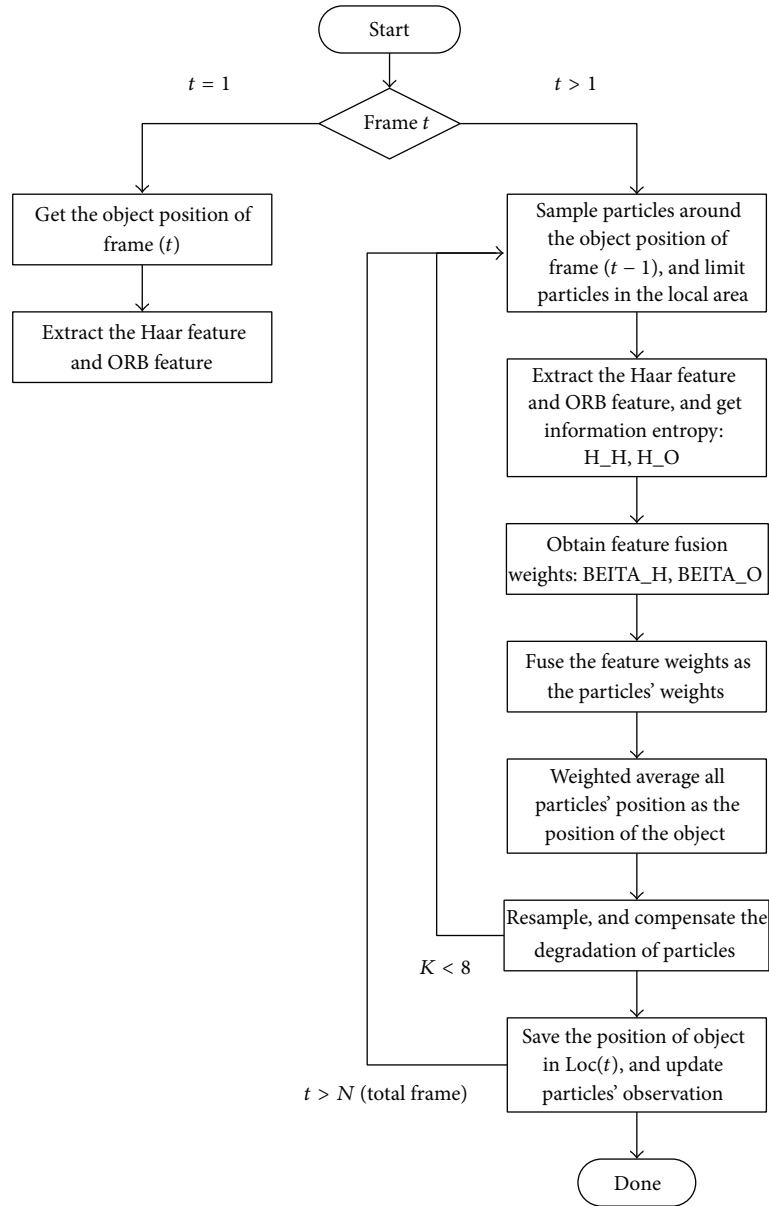 Start
t = 1
t > 1
Frame t
Get the object position of
frame (t)
Extract the Haar feature
and ORB feature
Sample particles around
the object position of
frame (t − 1), and limit
particles in the local area
Extract the Haar feature
and ORB feature, and get
information entropy:
H_H, H_O
Obtain feature fusion
weights: BEITA_H, BEITA_O
Fuse the feature weights as
the particles’ weights
Weighted average all
particles’ position as the
position of the object
Resample, and compensate the
degradation of particles
K < 8
Save the position of object
in Loc(t), and update
particles’ observation
t > N (total frame)
Done